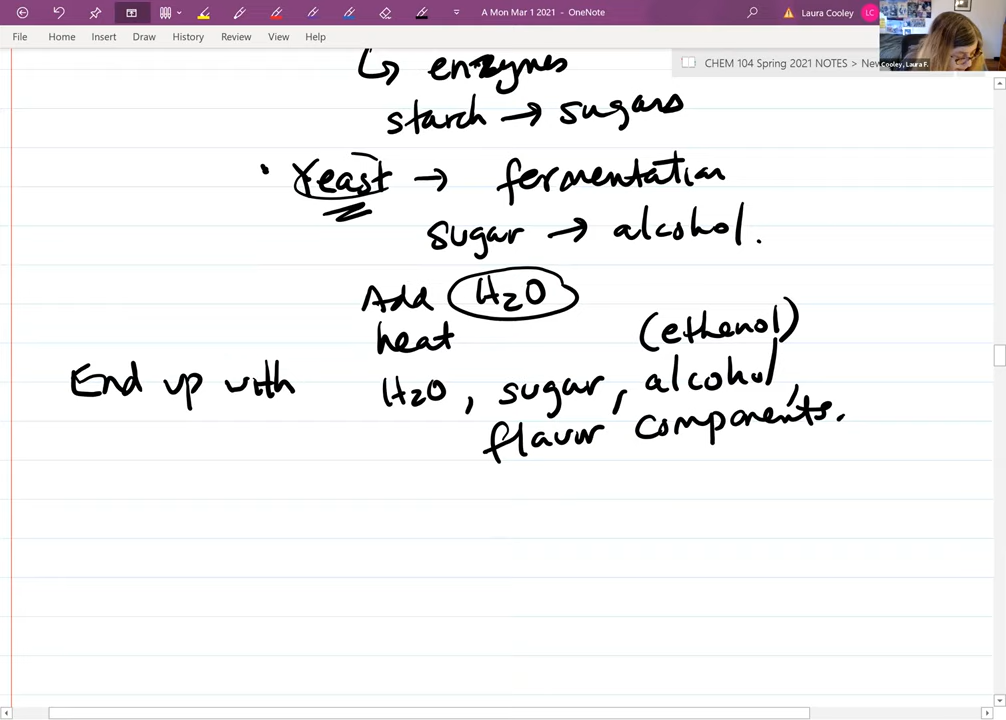 A Mon Mar 1 2021 - OneNote
Laura Cooley
LC
File Home Insert Draw History Review View Help
CHEM 104 Spring 2021 NOTES > New
Cooley, Laura F.
↳ enzymes
starch → sugars
• Yeast → fermentation
sugar → alcohol.
Add H2O
heat
(ethenol)
End up with H2O, sugar, alcohol,
flavor components.